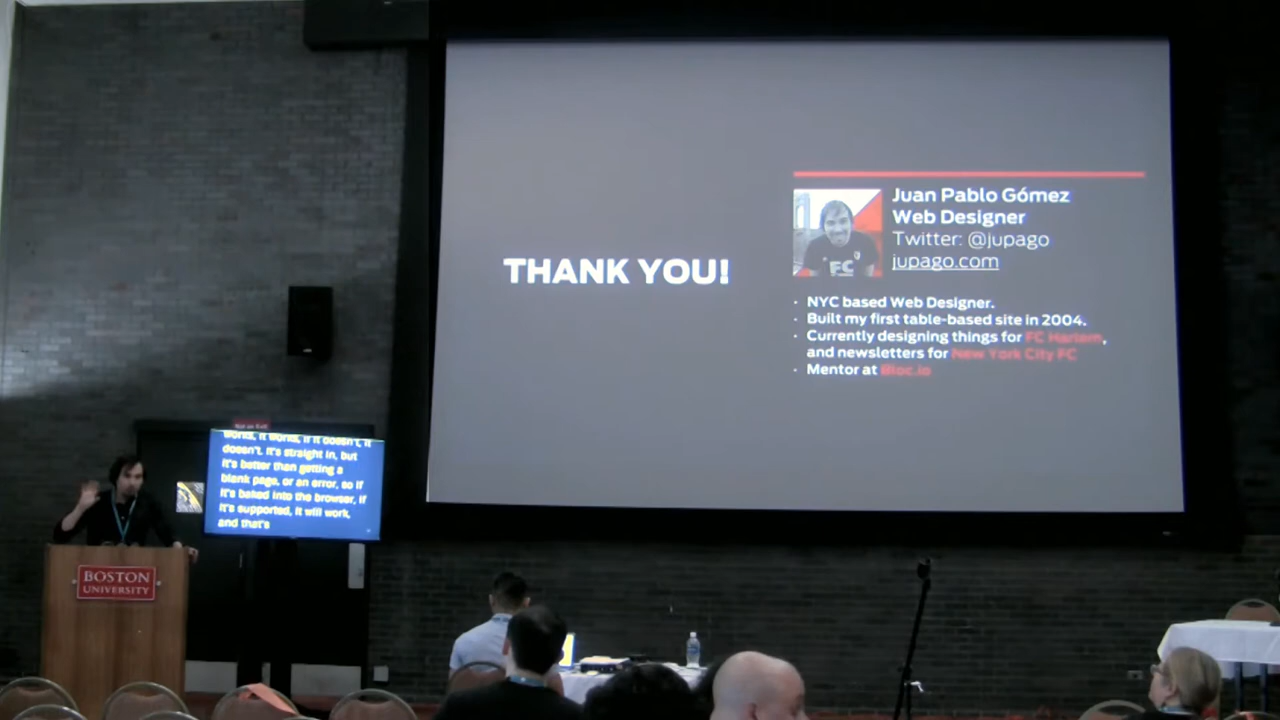 THANK YOU!
Juan Pablo Gómez
Web Designer
Twitter: @jupago
jupago.com
FC
· NYC based Web Designer.
· Built my first table-based site in 2004.
· Currently designing things for FC Harlem,
and newsletters for New York City FC
· Mentor at Bloc.io
Not an Exit
works, it works, if it doesn't, it
doesn't. It's straight in, but
it's better than getting a
blank page, or an error, so if
it's baked into the browser, if
it's supported, it will work,
and that's
BOSTON
UNIVERSITY